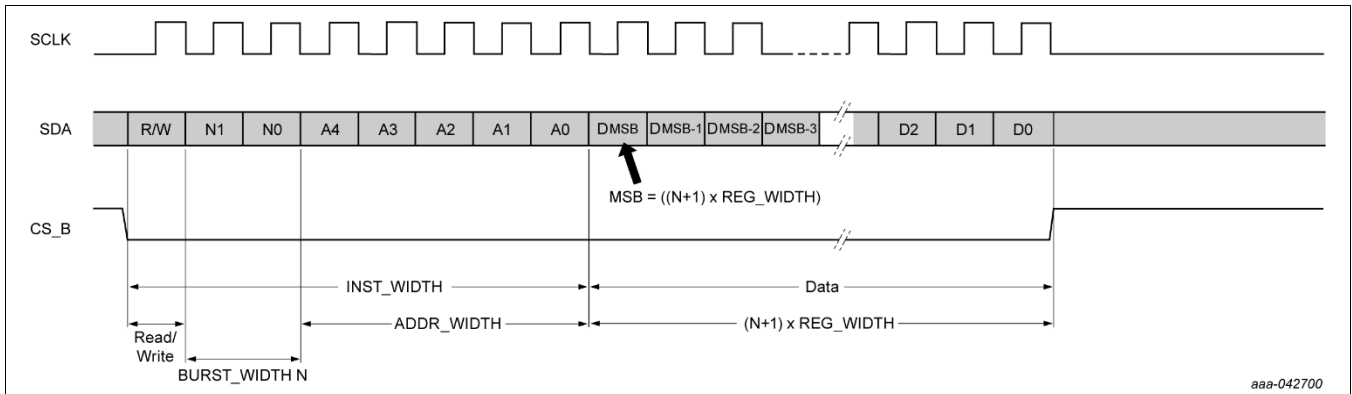 SCLK
SDA R/W N1 N0 A4 A3 A2 A1 A0 DMSB DMSB-1 DMSB-2 DMSB-3 D2 D1 D0
MSB = ((N+1) x REG_WIDTH)
CS_B
INST_WIDTH Data
Read/ ADDR_WIDTH (N+1) x REG_WIDTH
Write
BURST_WIDTH N
aaa-042700